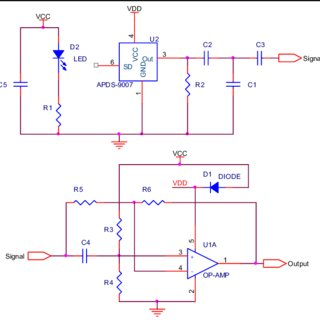 VCC
VDD
D2
LED
R1
C5
4
U2
VCC
6
SD
GND
Out
3
APDS-9007
1
C2
C3
Signal
R2
C1
VCC
D1
DIODE
VDD
R5
R6
R3
5
U1A
C4
Signal
3
+
4
-
1
Output
OP-AMP
2
R4